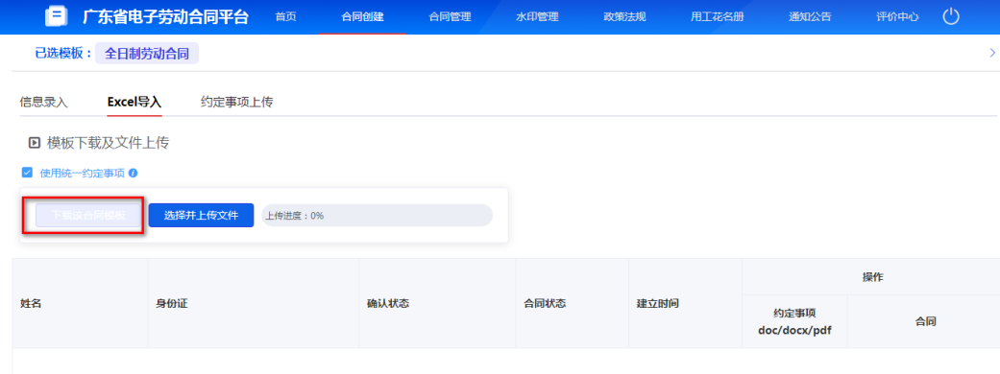 广东省电子劳动合同平台 首页 合同创建 合同管理 水印管理 政策法规 用工花名册 通知公告 评价中心
已选模板： 全日制劳动合同
信息录入 Excel导入 约定事项上传
模板下载及文件上传
使用统一约定事项
下载该合同模板 选择并上传文件 上传进度：0%
操作
姓名 身份证 确认状态 合同状态 建立时间
约定事项 合同
doc/docx/pdf